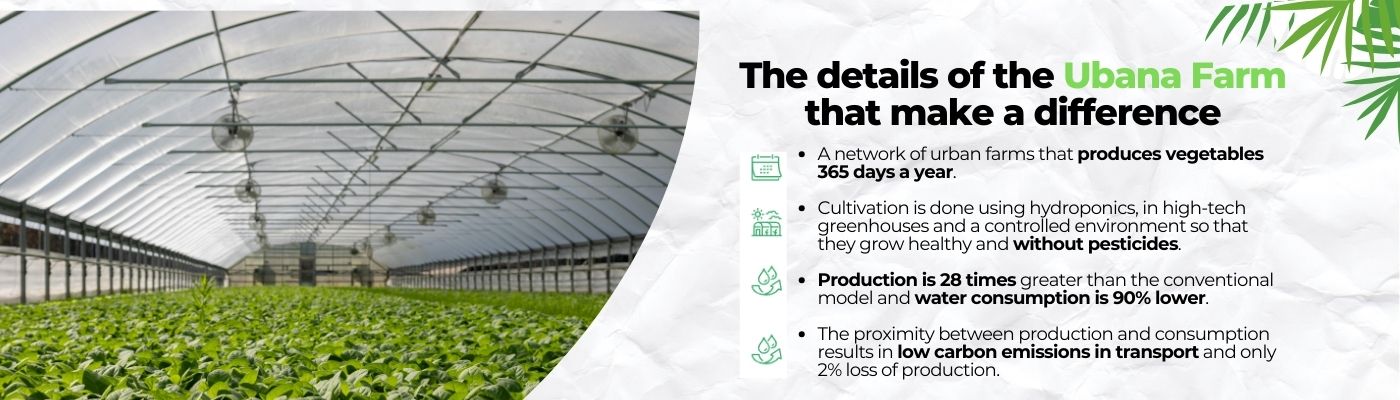 The details of the Ubana Farm
that make a difference
• A network of urban farms that produces vegetables
365 days a year.
• Cultivation is done using hydroponics, in high-tech
greenhouses and a controlled environment so that
they grow healthy and without pesticides.
• Production is 28 times greater than the conventional
model and water consumption is 90% lower.
• The proximity between production and consumption
results in low carbon emissions in transport and only
2% loss of production.